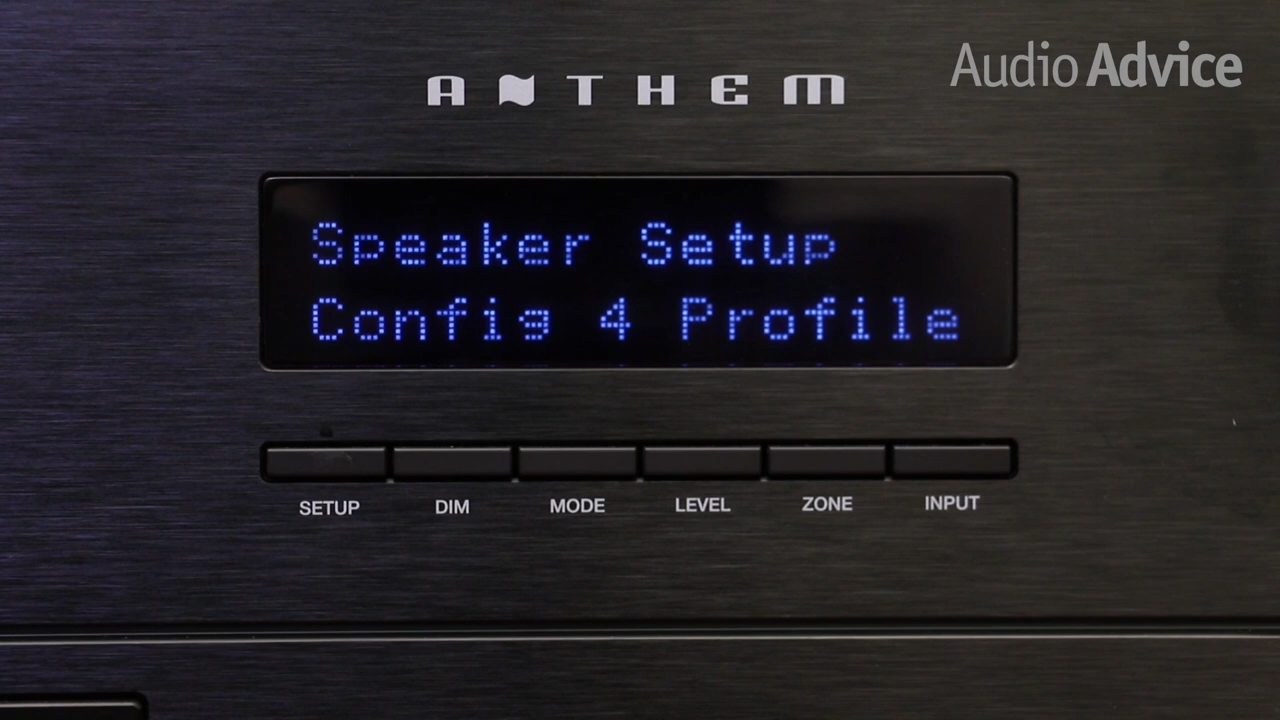 Audio Advice
ANTHEM
Speaker Setup
Config 4 Profile
SETUP DIM MODE LEVEL ZONE INPUT